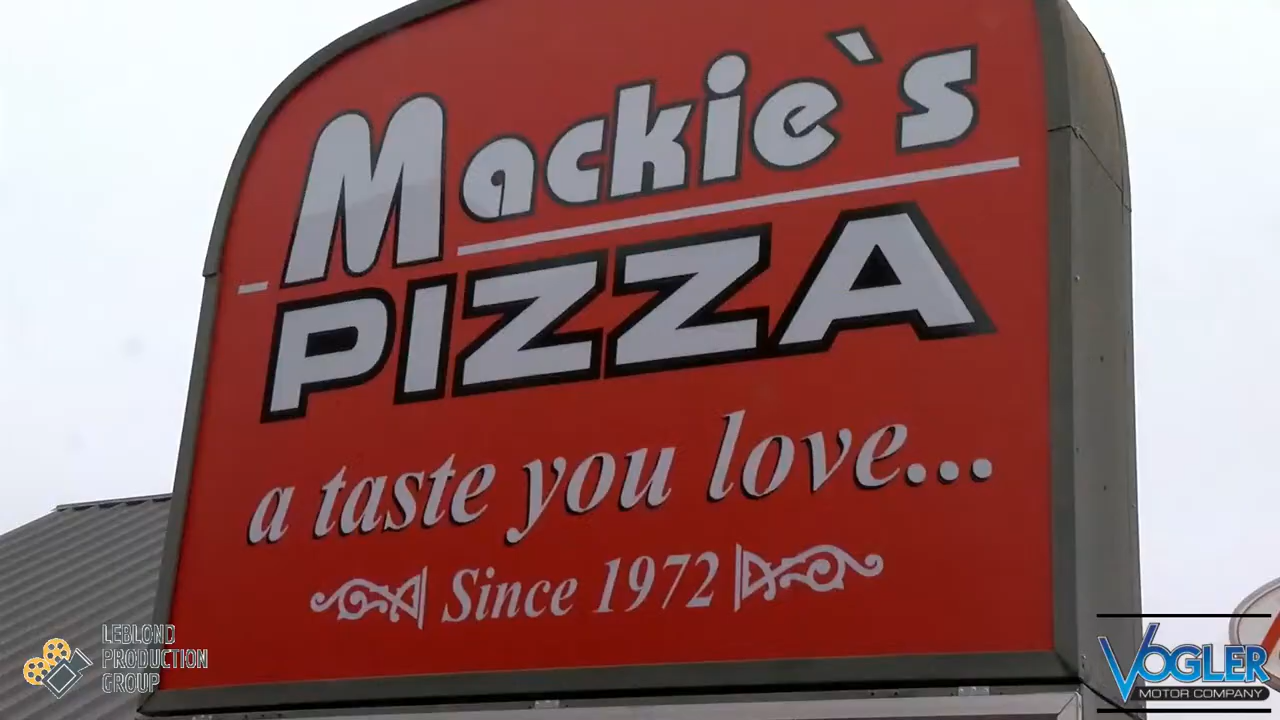 Mackie`s
PIZZA
a taste you love...
Since 1972
LEBLOND
PRODUCTION
GROUP
VOGLER
MOTOR COMPANY